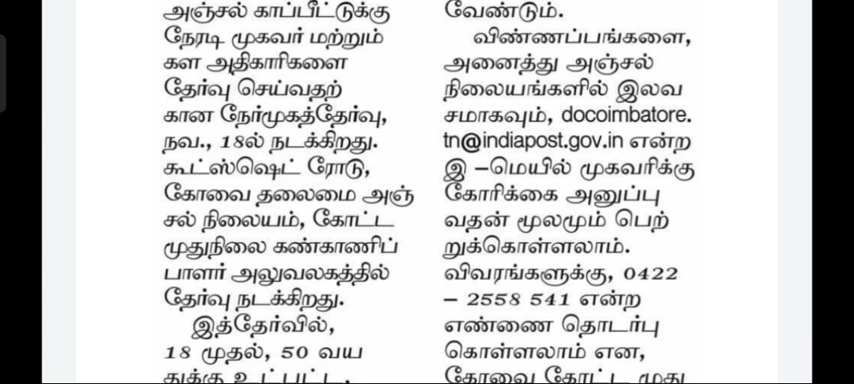 அஞ்சல் காப்பீட்டுக்கு
நேரடி முகவர் மற்றும்
கள அதிகாரிகளை
தேர்வு செய்வதற்
கான நேர்முகத்தேர்வு,
நவ., 18ல் நடக்கிறது.
கூட்ஸ்ஷெட் ரோடு,
கோவை தலைமை அஞ்
சல் நிலையம், கோட்ட
முதுநிலை கண்காணிப்
பாளர் அலுவலகத்தில்
தேர்வு நடக்கிறது.
இத்தேர்வில்,
18 முதல், 50 வய
துக்கு உட்பட்ட,
வேண்டும்.
விண்ணப்பங்களை,
அனைத்து அஞ்சல்
நிலையங்களில் இலவ
சமாகவும், docoimbatore.
tn@indiapost.gov.in என்ற
இ –மெயில் முகவரிக்கு
கோரிக்கை அனுப்பு
வதன் மூலமும் பெற்
றுக்கொள்ளலாம்.
விவரங்களுக்கு, 0422
– 2558 541 என்ற
எண்ணை தொடர்பு
கொள்ளலாம் என,
கோவை கோட்ட முது